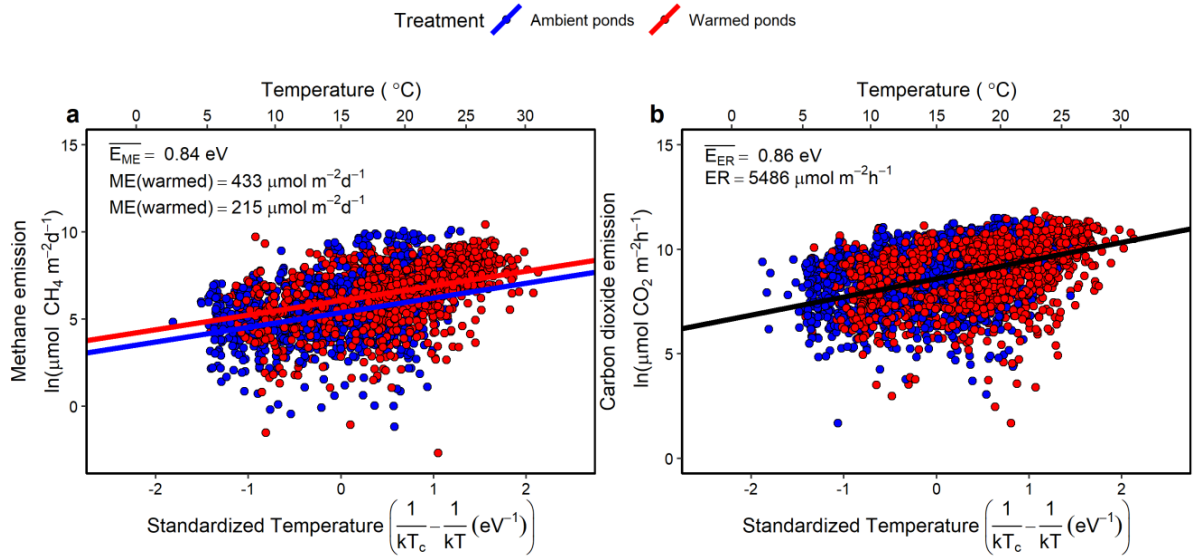 Treatment Ambient ponds Warmed ponds
Temperature ( °C)
a
0 5 10 15 20 25 30
E̅M̅E̅ = 0.84 eV
ME(warmed) = 433 μmol m⁻²d⁻¹
ME(warmed) = 215 μmol m⁻²d⁻¹
Methane emission
ln(μmol CH₄ m⁻²d⁻¹)
15
10
5
0
-2 -1 0 1 2
Standardized Temperature (1/kT_c − 1/kT (eV⁻¹))
Temperature ( °C)
b
0 5 10 15 20 25 30
E̅E̅R̅ = 0.86 eV
ER = 5486 μmol m⁻²h⁻¹
Carbon dioxide emission
ln(μmol CO₂ m⁻²h⁻¹)
15
10
5
0
-2 -1 0 1 2
Standardized Temperature (1/kT_c − 1/kT (eV⁻¹))